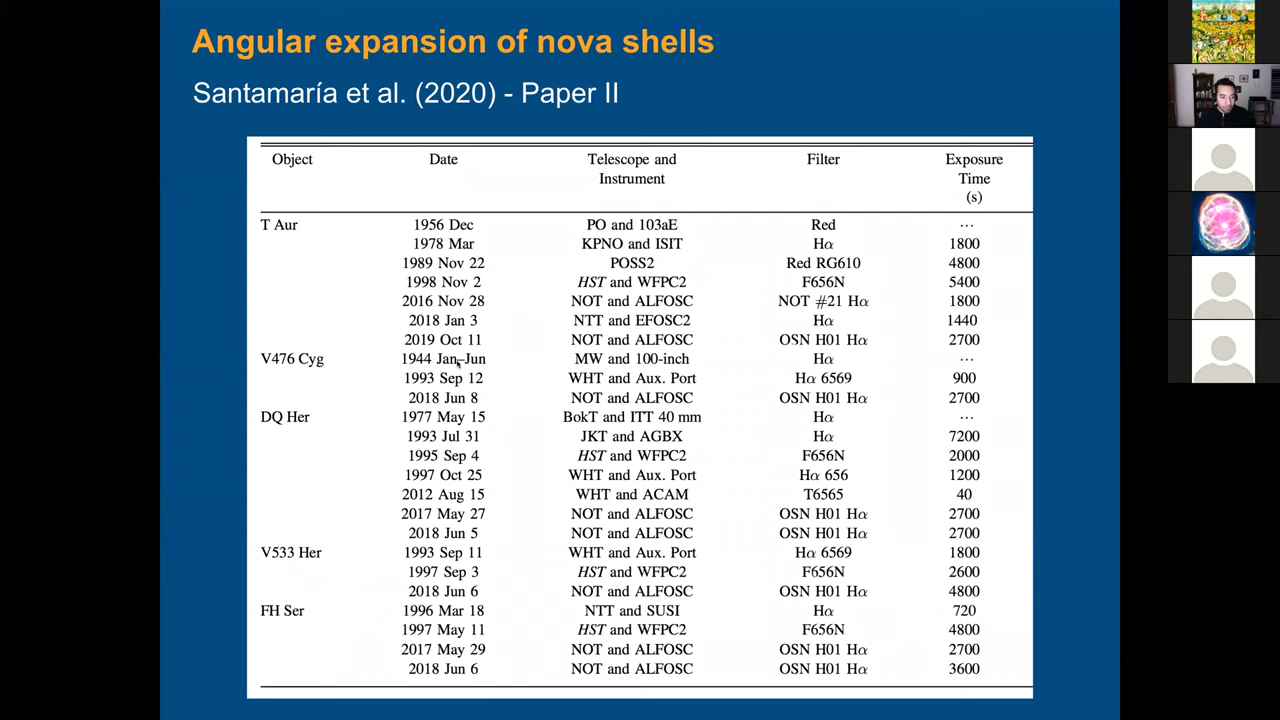 Angular expansion of nova shells
Santamaría et al. (2020) - Paper II
Object Date Telescope and Instrument Filter Exposure Time (s)
T Aur 1956 Dec PO and 103aE Red ...
1978 Mar KPNO and ISIT Hα 1800
1989 Nov 22 POSS2 Red RG610 4800
1998 Nov 2 HST and WFPC2 F656N 5400
2016 Nov 28 NOT and ALFOSC NOT #21 Hα 1800
2018 Jan 3 NTT and EFOSC2 Hα 1440
2019 Oct 11 NOT and ALFOSC OSN H01 Hα 2700
V476 Cyg 1944 Jan–Jun MW and 100-inch Hα ...
1993 Sep 12 WHT and Aux. Port Hα 6569 900
2018 Jun 8 NOT and ALFOSC OSN H01 Hα 2700
DQ Her 1977 May 15 BokT and ITT 40 mm Hα ...
1993 Jul 31 JKT and AGBX Hα 7200
1995 Sep 4 HST and WFPC2 F656N 2000
1997 Oct 25 WHT and Aux. Port Hα 656 1200
2012 Aug 15 WHT and ACAM T6565 40
2017 May 27 NOT and ALFOSC OSN H01 Hα 2700
2018 Jun 5 NOT and ALFOSC OSN H01 Hα 2700
V533 Her 1993 Sep 11 WHT and Aux. Port Hα 6569 1800
1997 Sep 3 HST and WFPC2 F656N 2600
2018 Jun 6 NOT and ALFOSC OSN H01 Hα 4800
FH Ser 1996 Mar 18 NTT and SUSI Hα 720
1997 May 11 HST and WFPC2 F656N 4800
2017 May 29 NOT and ALFOSC OSN H01 Hα 2700
2018 Jun 6 NOT and ALFOSC OSN H01 Hα 3600